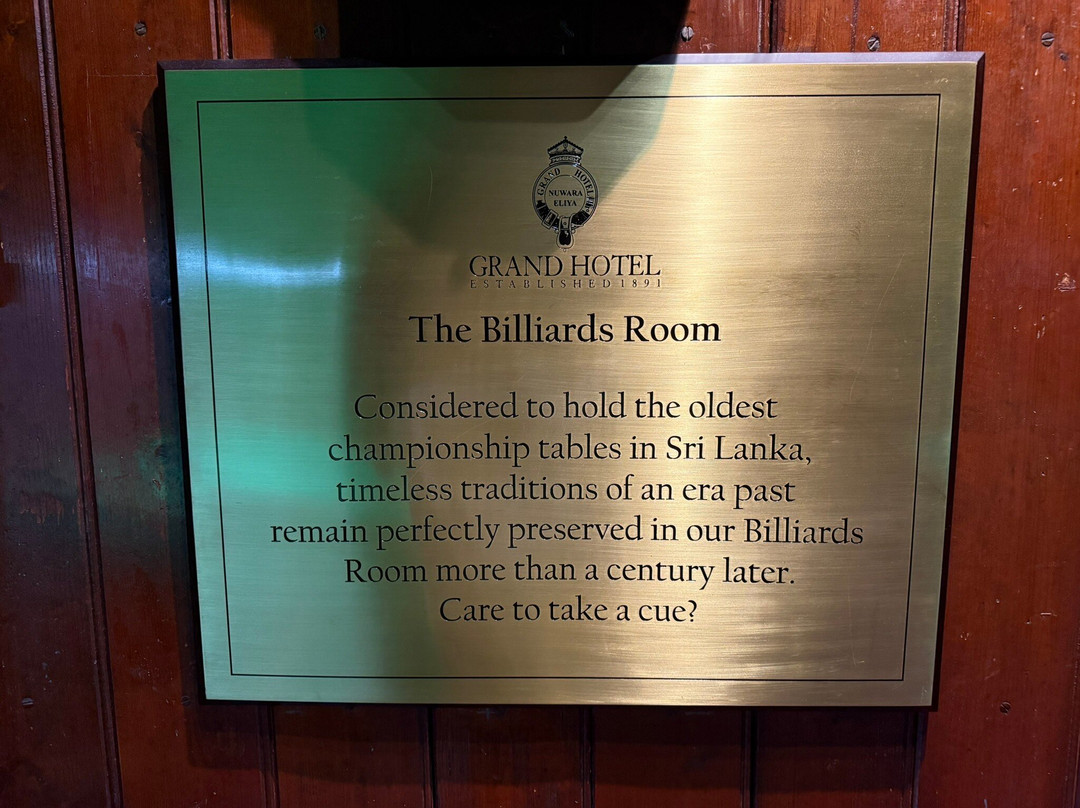 GRAND HOTEL
NUWARA
ELIYA
GRAND HOTEL
ESTABLISHED 1891
The Billiards Room
Considered to hold the oldest
championship tables in Sri Lanka,
timeless traditions of an era past
remain perfectly preserved in our Billiards
Room more than a century later.
Care to take a cue?